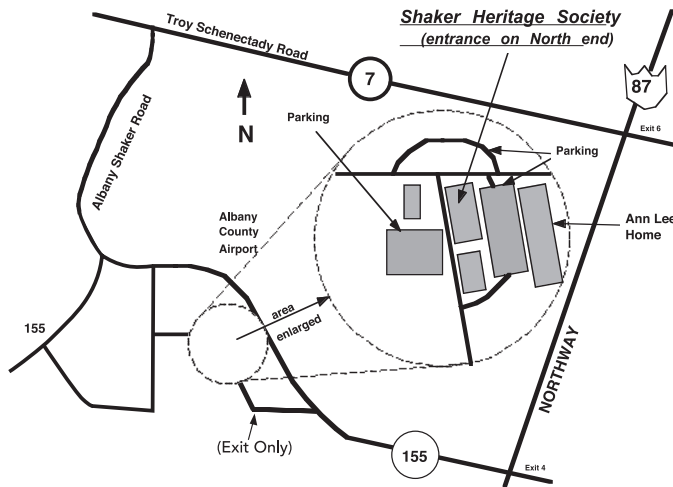 Shaker Heritage Society
(entrance on North end)
Troy Schenectady Road
7
87
Exit 6
N
Parking
Parking
Albany Shaker Road
Albany
County
Airport
Ann Lee
Home
area
enlarged
155
NORTHWAY
(Exit Only)
155
Exit 4